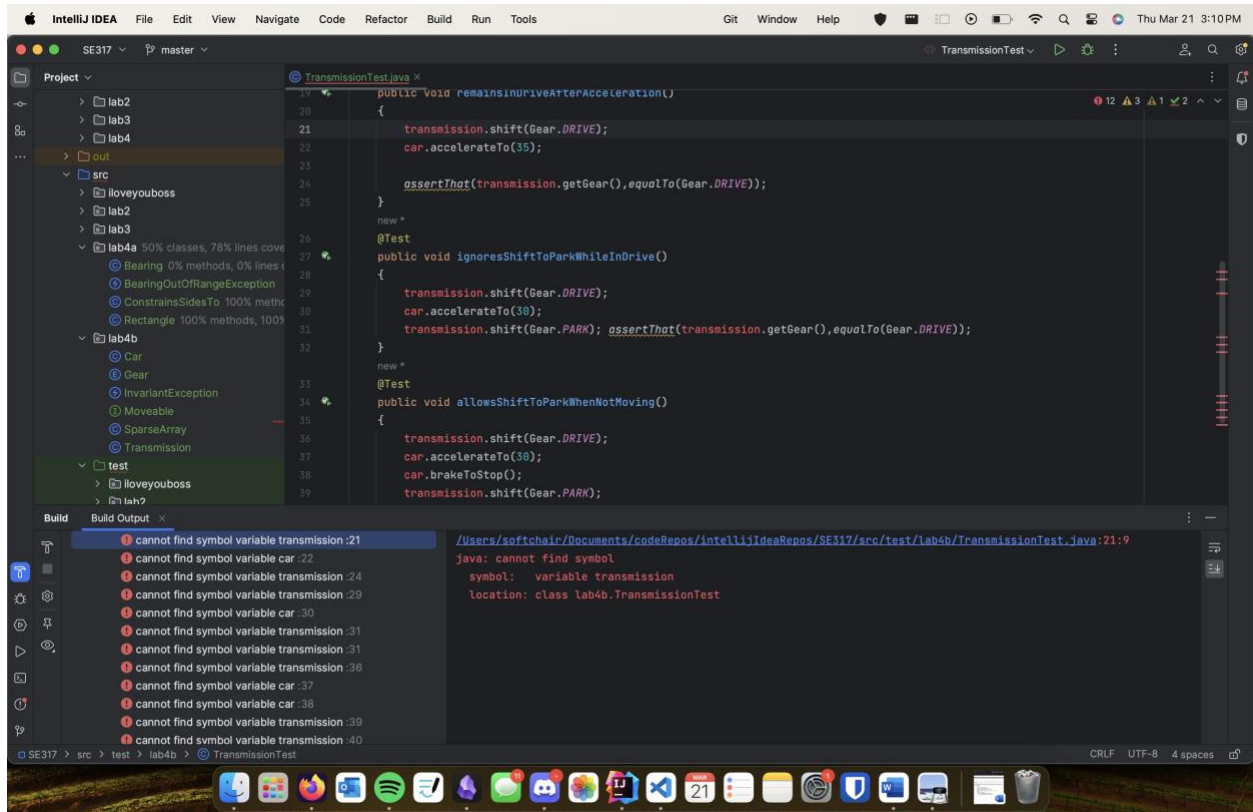 IntelliJ IDEA File Edit View Navigate Code Refactor Build Run Tools Git Window Help Thu Mar 21 3:10 PM
SE317 master TransmissionTest
Project
TransmissionTest.java
lab2
lab3
lab4
out
src
iloveyouboss
lab2
lab3
lab4a 50% classes, 78% lines cove
Bearing 0% methods, 0% lines
BearingOutOfRangeException
ConstrainsSidesTo 100% metho
Rectangle 100% methods, 100%
lab4b
Car
Gear
InvariantException
Moveable
SparseArray
Transmission
test
iloveyouboss
lab2
12 3 1 2
19 public void remainsInDriveAfterAcceleration()
20 {
21 transmission.shift(Gear.DRIVE);
22 car.accelerateTo(35);
23
24 assertThat(transmission.getGear(),equalTo(Gear.DRIVE));
25 }
new *
26 @Test
27 public void ignoresShiftToParkWhileInDrive()
28 {
29 transmission.shift(Gear.DRIVE);
30 car.accelerateTo(30);
31 transmission.shift(Gear.PARK); assertThat(transmission.getGear(),equalTo(Gear.DRIVE));
32 }
new *
33 @Test
34 public void allowsShiftToParkWhenNotMoving()
35 {
36 transmission.shift(Gear.DRIVE);
37 car.accelerateTo(30);
38 car.brakeToStop();
39 transmission.shift(Gear.PARK);
Build Build Output
cannot find symbol variable transmission :21
cannot find symbol variable car :22
cannot find symbol variable transmission :24
cannot find symbol variable transmission :29
cannot find symbol variable car :30
cannot find symbol variable transmission :31
cannot find symbol variable transmission :31
cannot find symbol variable transmission :36
cannot find symbol variable car :37
cannot find symbol variable car :38
cannot find symbol variable transmission :39
cannot find symbol variable transmission :40
/Users/softchair/Documents/codeRepos/intellijIdeaRepos/SE317/src/test/lab4b/TransmissionTest.java:21:9
java: cannot find symbol
symbol: variable transmission
location: class lab4b.TransmissionTest
SE317 > src > test > lab4b > TransmissionTest CRLF UTF-8 4 spaces
MAR
21